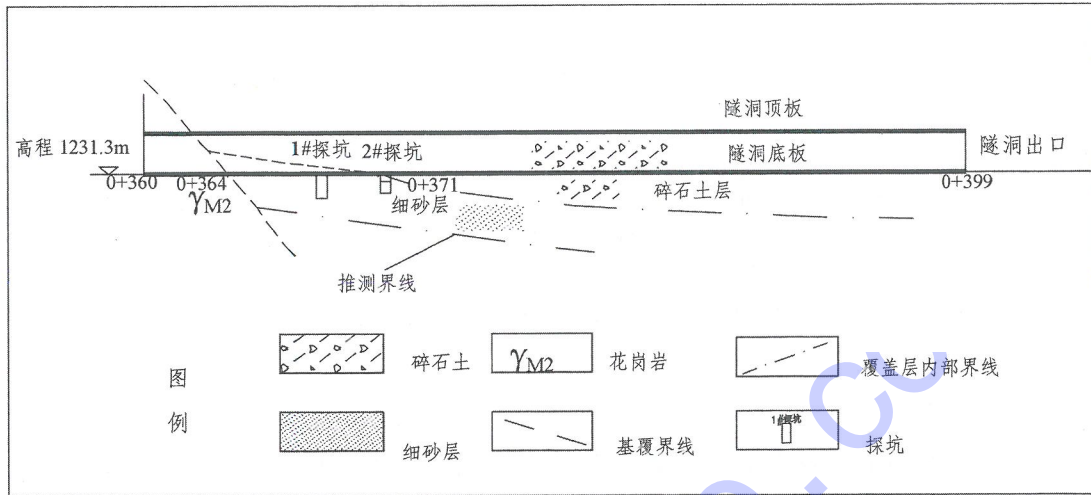 隧洞顶板
高程 1231.3m
1#探坑 2#探坑
隧洞底板
隧洞出口
0+360 0+364
0+371
0+399
γM2
细砂层
碎石土层
推测界线
图例
碎石土
γM2
花岗岩
覆盖层内部界线
细砂层
基覆界线
1#探坑
探坑